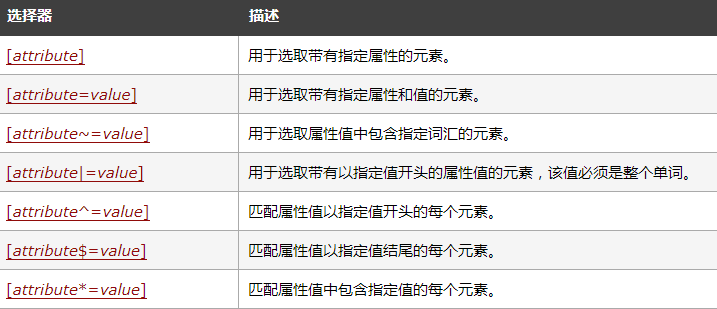 选择器 描述
[attribute] 用于选取带有指定属性的元素。
[attribute=value] 用于选取带有指定属性和值的元素。
[attribute~=value] 用于选取属性值中包含指定词汇的元素。
[attribute|=value] 用于选取带有以指定值开头的属性值的元素，该值必须是整个单词。
[attribute^=value] 匹配属性值以指定值开头的每个元素。
[attribute$=value] 匹配属性值以指定值结尾的每个元素。
[attribute*=value] 匹配属性值中包含指定值的每个元素。